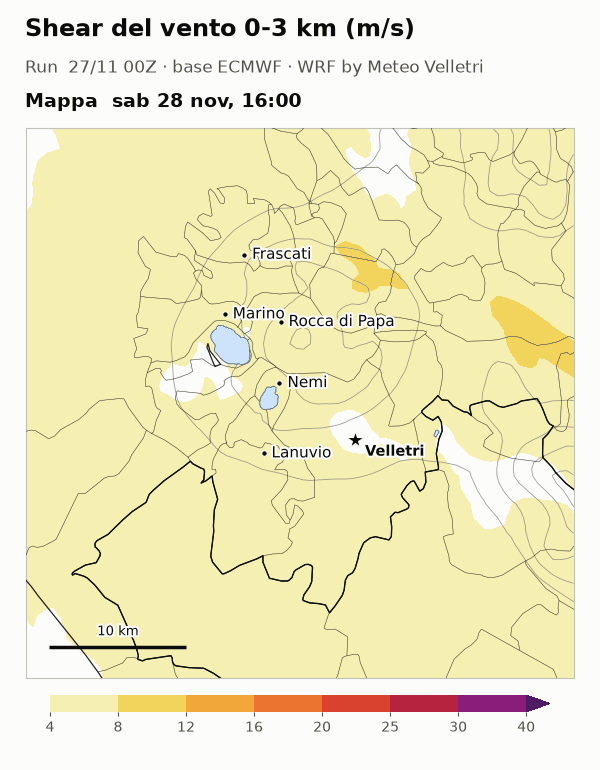 Shear del vento 0-3 km (m/s)
Run  27/11 00Z · base ECMWF · WRF by Meteo Velletri
Mappa  sab 28 nov, 16:00
Frascati
Marino
Rocca di Papa
Nemi
Velletri
Lanuvio
10 km
4 8 12 16 20 25 30 40